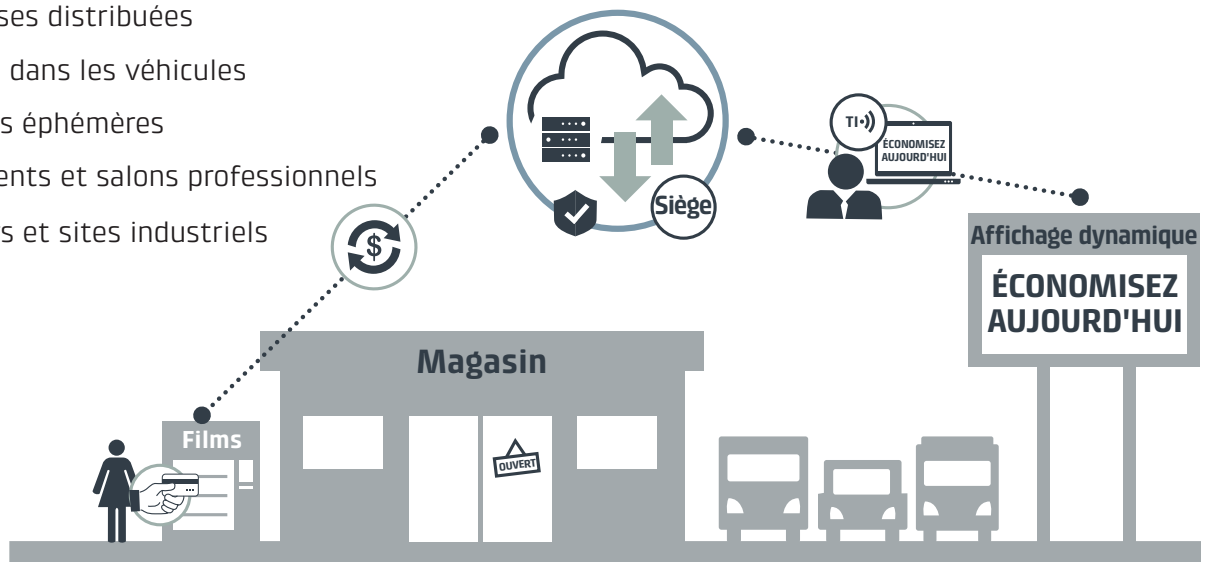 ses distribuées
dans les véhicules
s éphémères
ents et salons professionnels
s et sites industriels
Siège
TI
ÉCONOMISEZ
AUJOURD'HUI
$
Affichage dynamique
ÉCONOMISEZ
AUJOURD'HUI
Magasin
Films
OUVERT